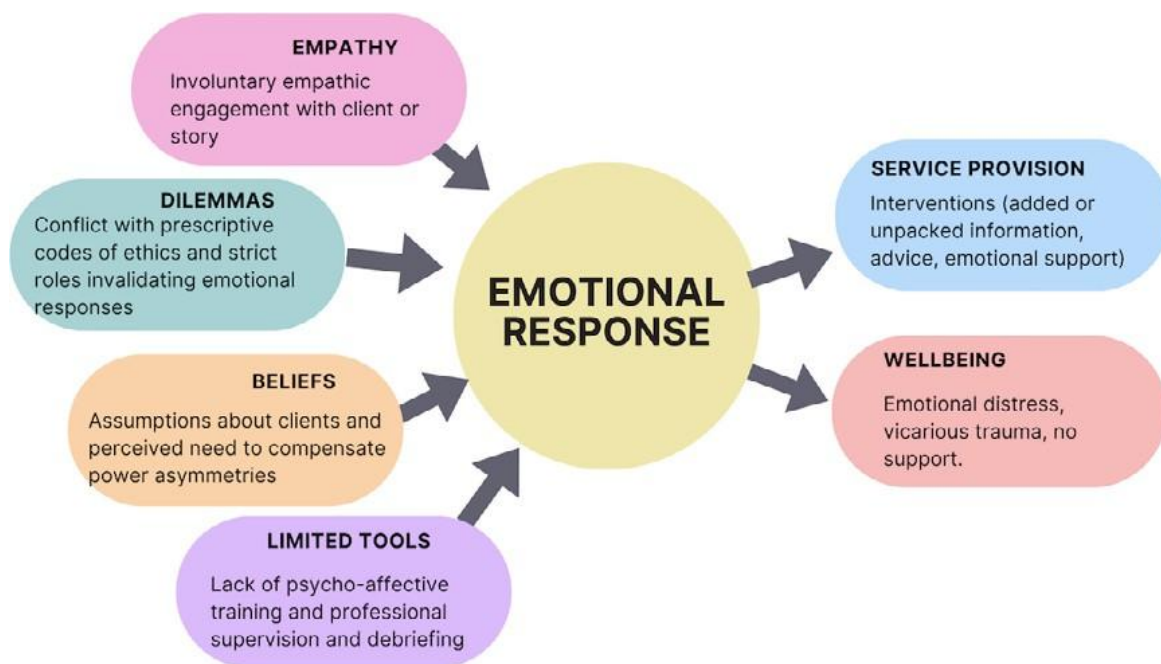 EMPATHY
Involuntary empathic
engagement with client or
story
DILEMMAS
Conflict with prescriptive
codes of ethics and strict
roles invalidating emotional
responses
BELIEFS
Assumptions about clients and
perceived need to compensate
power asymmetries
LIMITED TOOLS
Lack of psycho-affective
training and professional
supervision and debriefing
EMOTIONAL
RESPONSE
SERVICE PROVISION
Interventions (added or
unpacked information,
advice, emotional support)
WELLBEING
Emotional distress,
vicarious trauma, no
support.